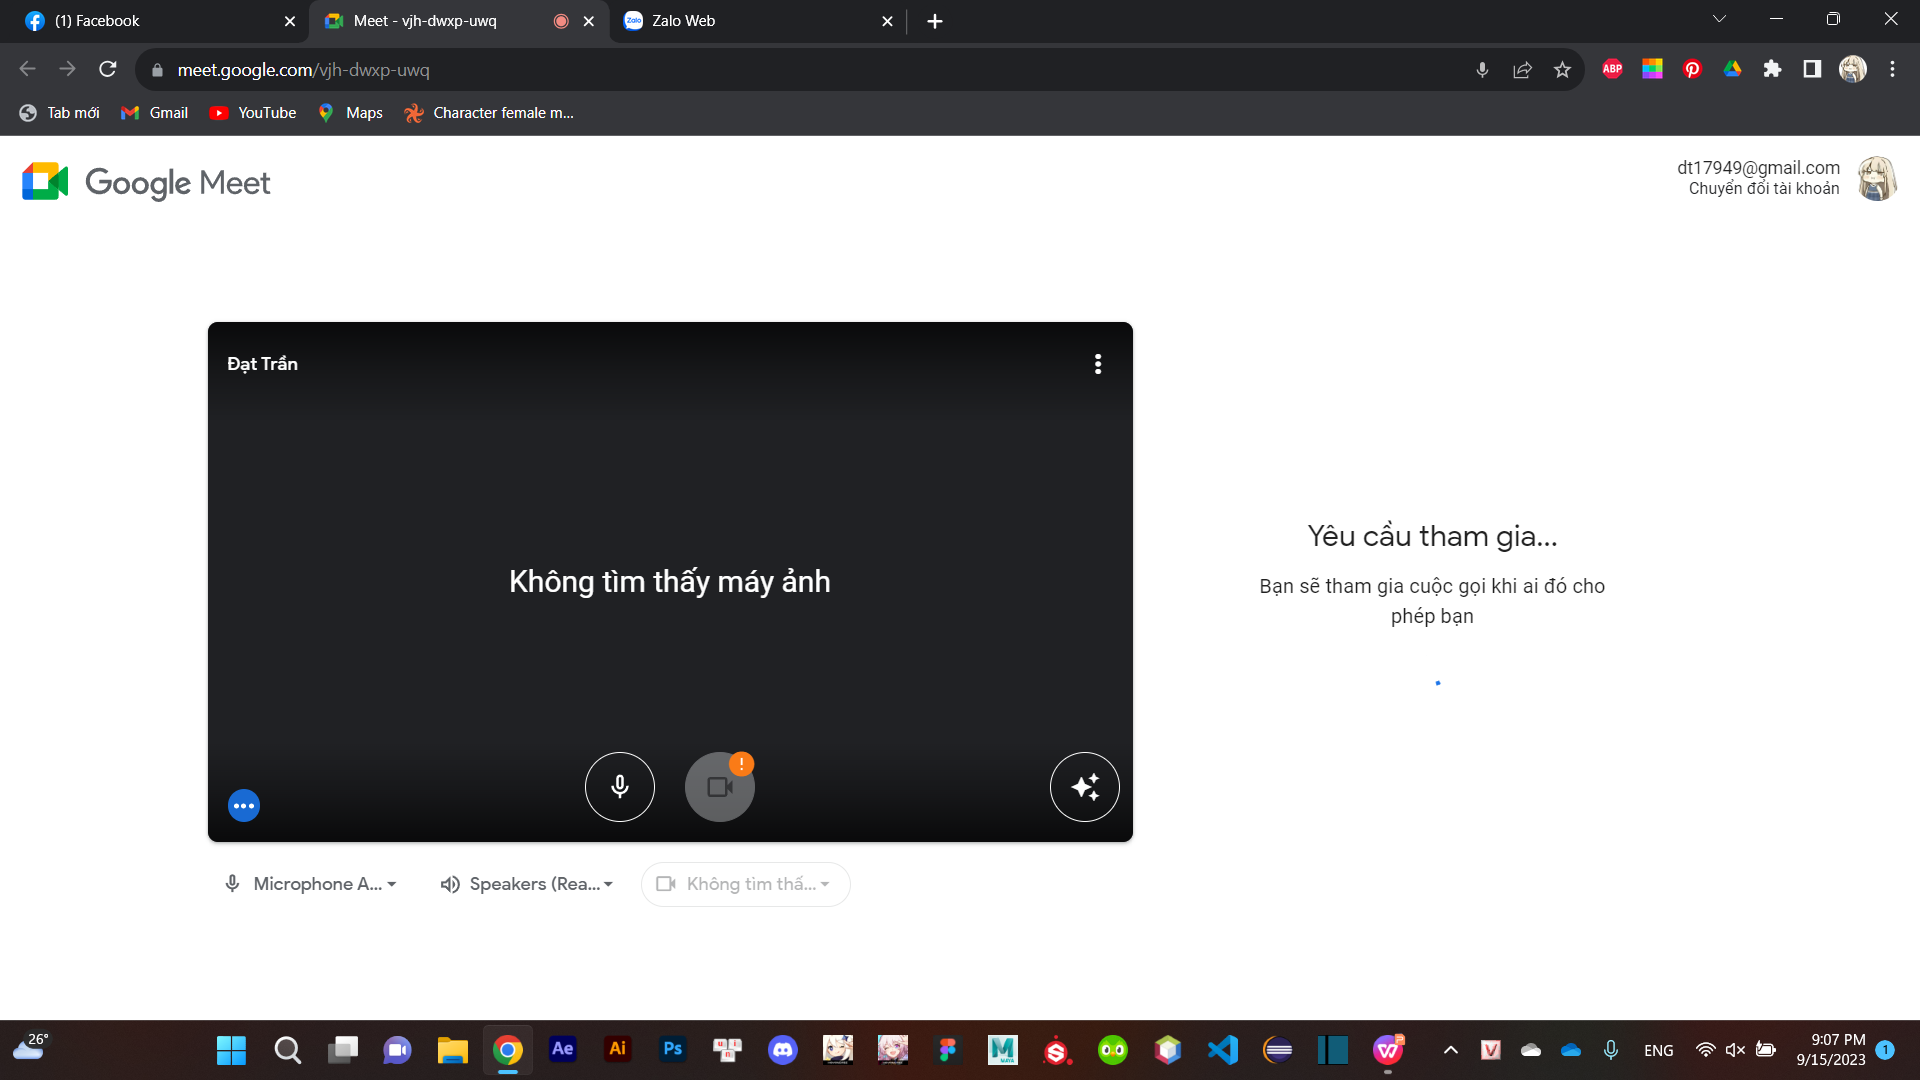 (1) Facebook
Meet - vjh-dwxp-uwq
Zalo Web
meet.google.com/vjh-dwxp-uwq
ABP
Tab mới
Gmail
YouTube
Maps
Character female m...
Google Meet
dt17949@gmail.com
Chuyển đổi tài khoản
Đạt Trần
Không tìm thấy máy ảnh
Yêu cầu tham gia...
Bạn sẽ tham gia cuộc gọi khi ai đó cho
phép bạn
Microphone A...
Speakers (Rea...
Không tìm thấ...
26°
Ae
Ai
Ps
ENG
9:07 PM
9/15/2023
1